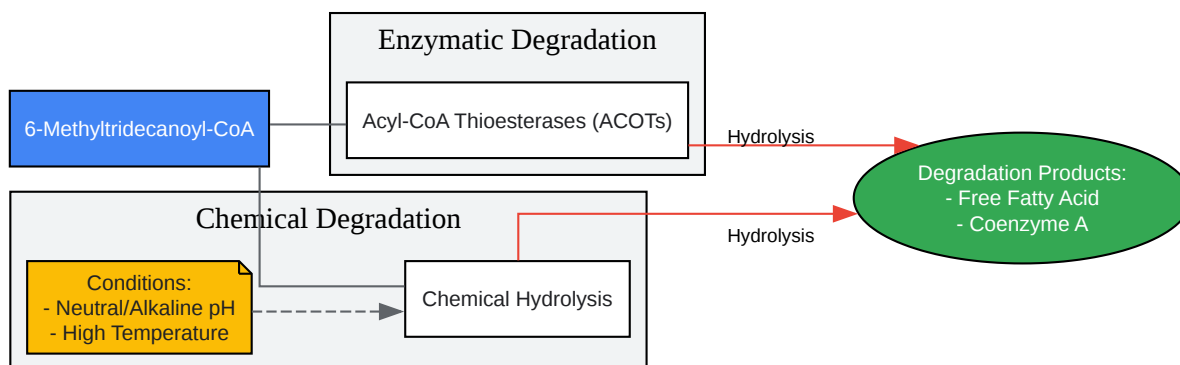 Enzymatic Degradation
6-Methyltridecanoyl-CoA
Acyl-CoA Thioesterases (ACOTs)
Hydrolysis
Degradation Products:
- Free Fatty Acid
- Coenzyme A
Chemical Degradation
Hydrolysis
Conditions:
- Neutral/Alkaline pH
- High Temperature
Chemical Hydrolysis